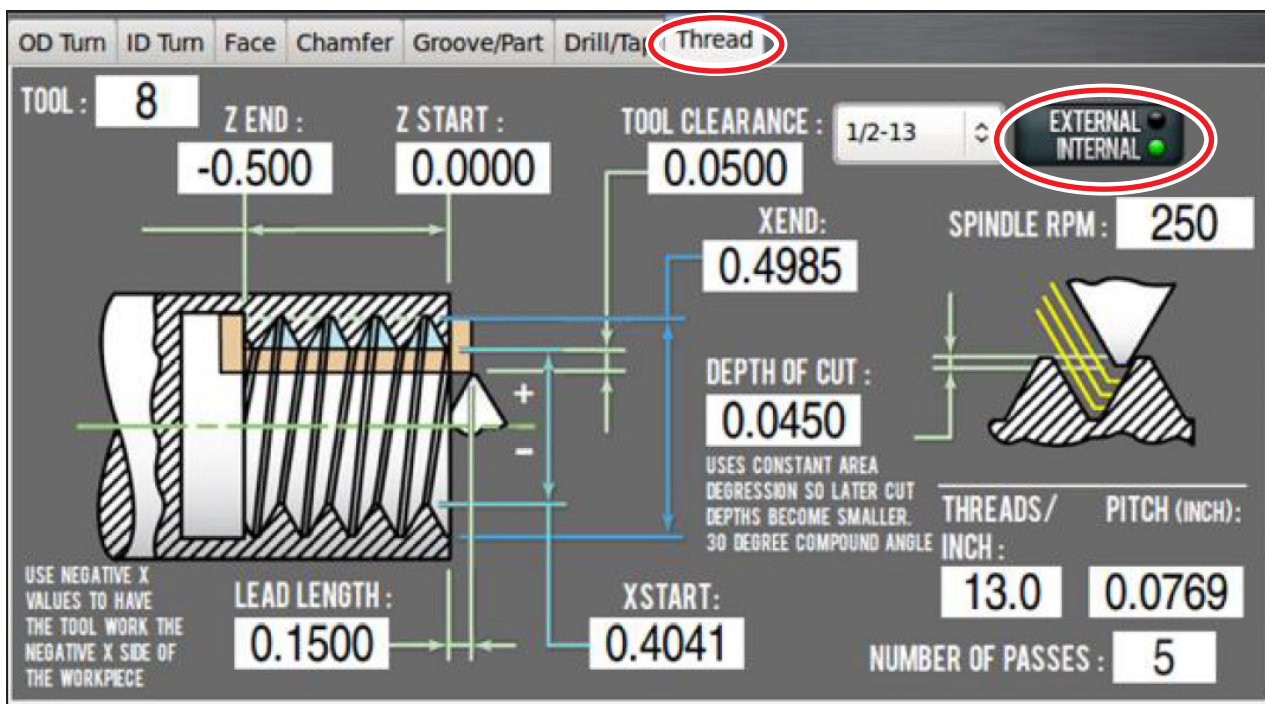 OD Turn ID Turn Face Chamfer Groove/Part Drill/Tap Thread
TOOL : 8
Z END :
-0.500
Z START :
0.0000
TOOL CLEARANCE :
0.0500
1/2-13
EXTERNAL
INTERNAL
XEND:
0.4985
SPINDLE RPM : 250
+
-
DEPTH OF CUT :
0.0450
USES CONSTANT AREA
DEGRESSION SO LATER CUT
DEPTHS BECOME SMALLER.
30 DEGREE COMPOUND ANGLE
THREADS/
INCH :
13.0
PITCH (INCH):
0.0769
USE NEGATIVE X
VALUES TO HAVE
THE TOOL WORK THE
NEGATIVE X SIDE OF
THE WORKPIECE
LEAD LENGTH :
0.1500
XSTART:
0.4041
NUMBER OF PASSES : 5